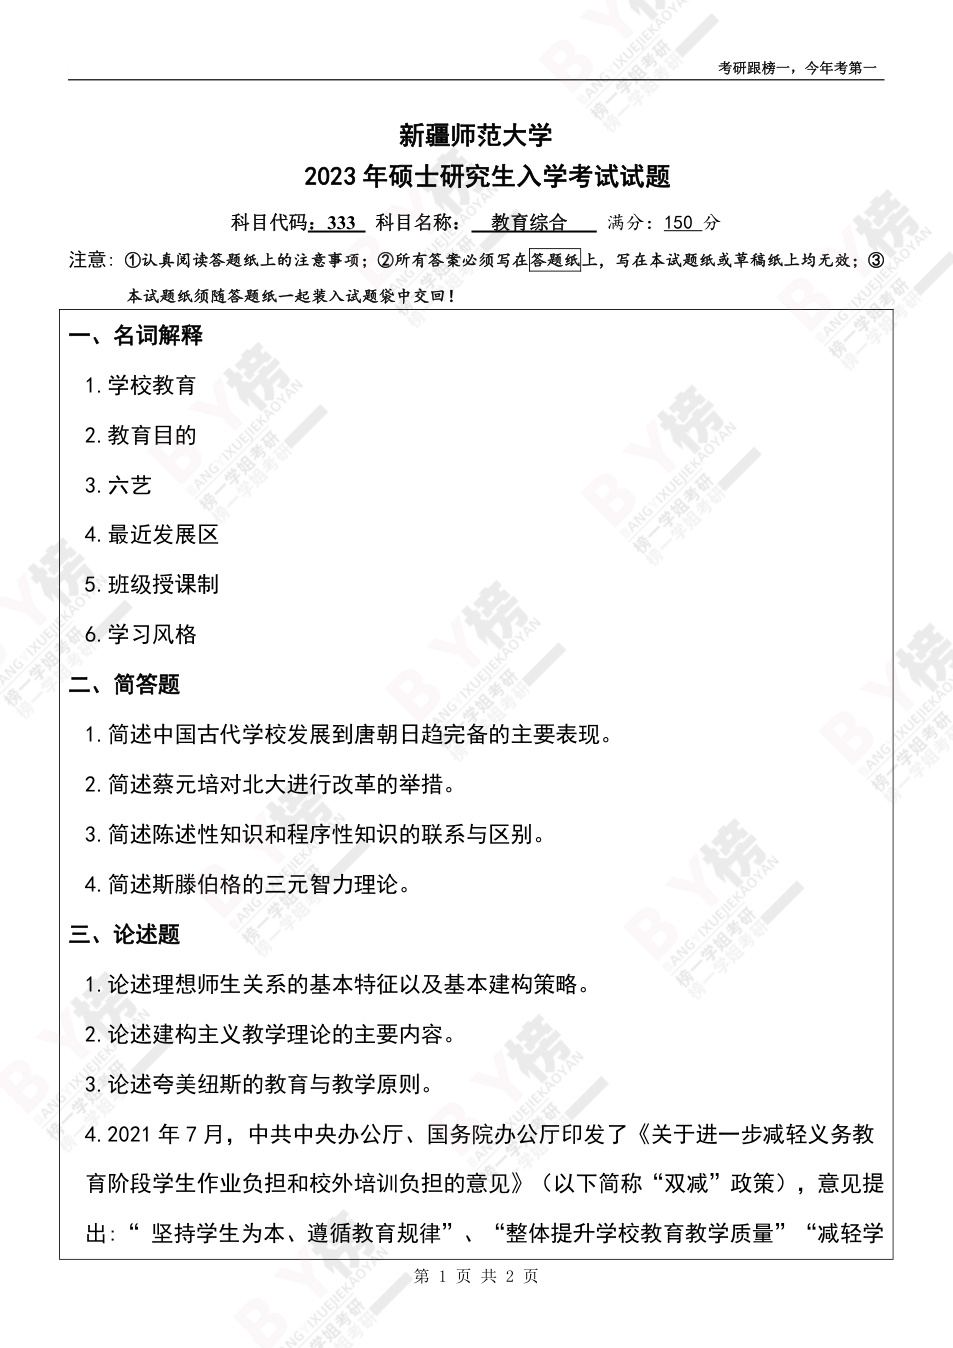 考研跟榜一，今年考第一
新疆师范大学
2023 年硕士研究生入学考试试题
科目代码：333 科目名称： 教育综合 满分：150 分
注意：①认真阅读答题纸上的注意事项；②所有答案必须写在答题纸上，写在本试题纸或草稿纸上均无效；③
本试题纸须随答题纸一起装入试题袋中交回！
一、名词解释
1.学校教育
2.教育目的
3.六艺
4.最近发展区
5.班级授课制
6.学习风格
二、简答题
1.简述中国古代学校发展到唐朝日趋完备的主要表现。
2.简述蔡元培对北大进行改革的举措。
3.简述陈述性知识和程序性知识的联系与区别。
4.简述斯滕伯格的三元智力理论。
三、论述题
1.论述理想师生关系的基本特征以及基本建构策略。
2.论述建构主义教学理论的主要内容。
3.论述夸美纽斯的教育与教学原则。
4.2021 年 7 月，中共中央办公厅、国务院办公厅印发了《关于进一步减轻义务教
育阶段学生作业负担和校外培训负担的意见》（以下简称“双减”政策），意见提
出：“ 坚持学生为本、遵循教育规律”、“整体提升学校教育教学质量”“减轻学
第 1 页 共 2 页
BY榜
BANGYIXUEJIEKAOYAN
榜一学姐考研